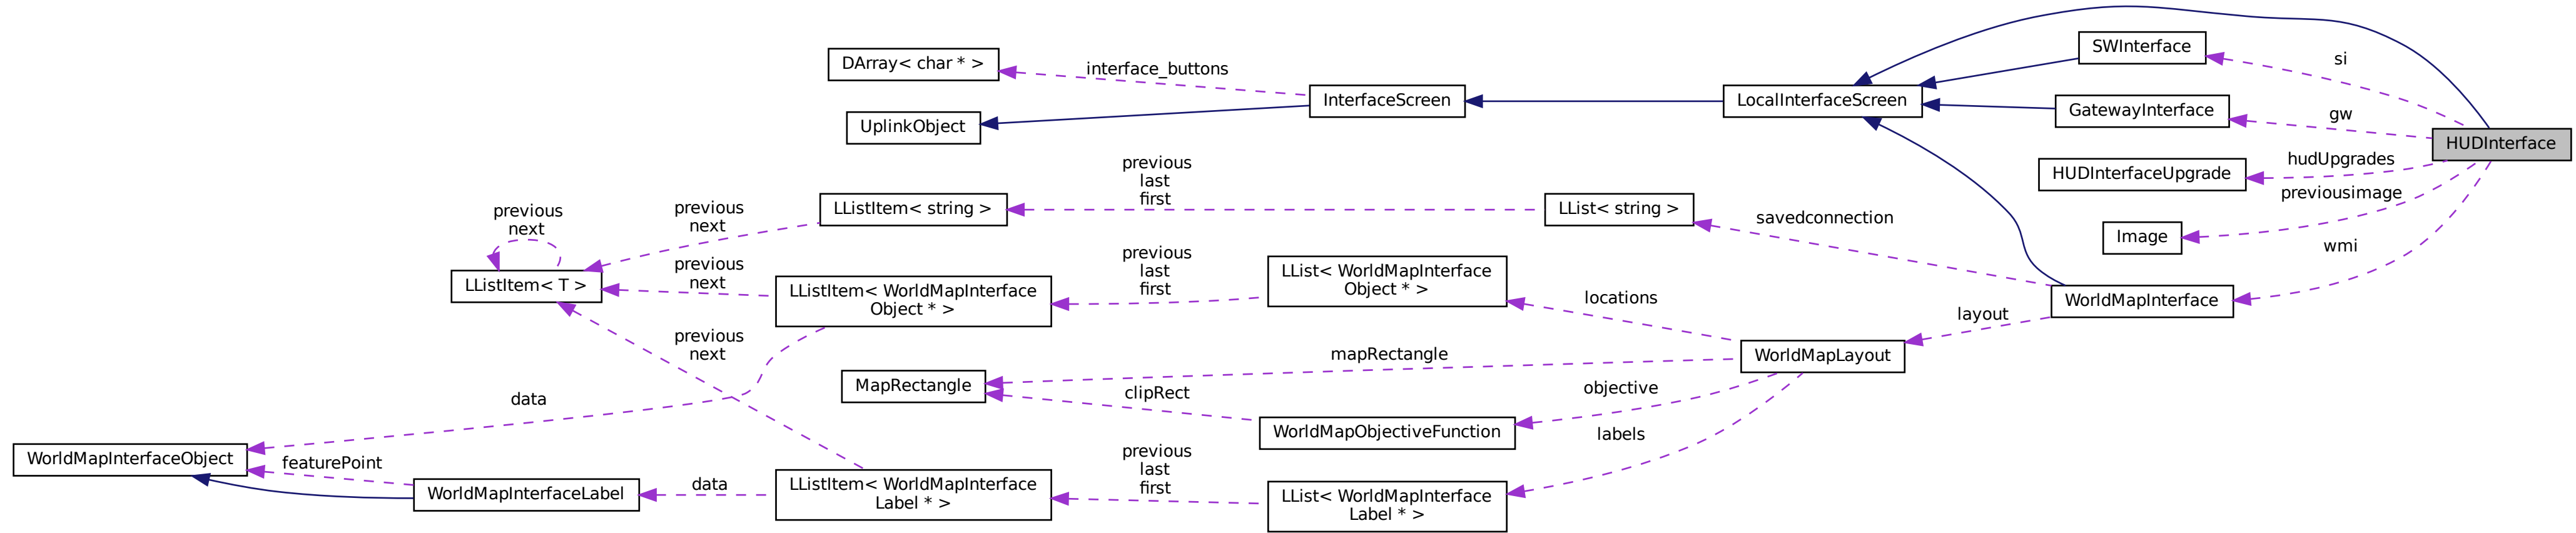 SWInterface
si
DArray< char * >
interface_buttons
InterfaceScreen
LocalInterfaceScreen
GatewayInterface
gw
UplinkObject
HUDInterface
previous
last
first
hudUpgrades
HUDInterfaceUpgrade
previousimage
previous
next
previous
next
LListItem< string >
LList< string >
savedconnection
Image
wmi
previous
next
previous
last
first
LListItem< T >
LListItem< WorldMapInterface
Object * >
LList< WorldMapInterface
Object * >
locations
WorldMapInterface
layout
previous
next
mapRectangle
WorldMapLayout
MapRectangle
clipRect
objective
data
WorldMapObjectiveFunction
labels
WorldMapInterfaceObject
featurePoint
previous
last
first
WorldMapInterfaceLabel
data
LListItem< WorldMapInterface
Label * >
LList< WorldMapInterface
Label * >